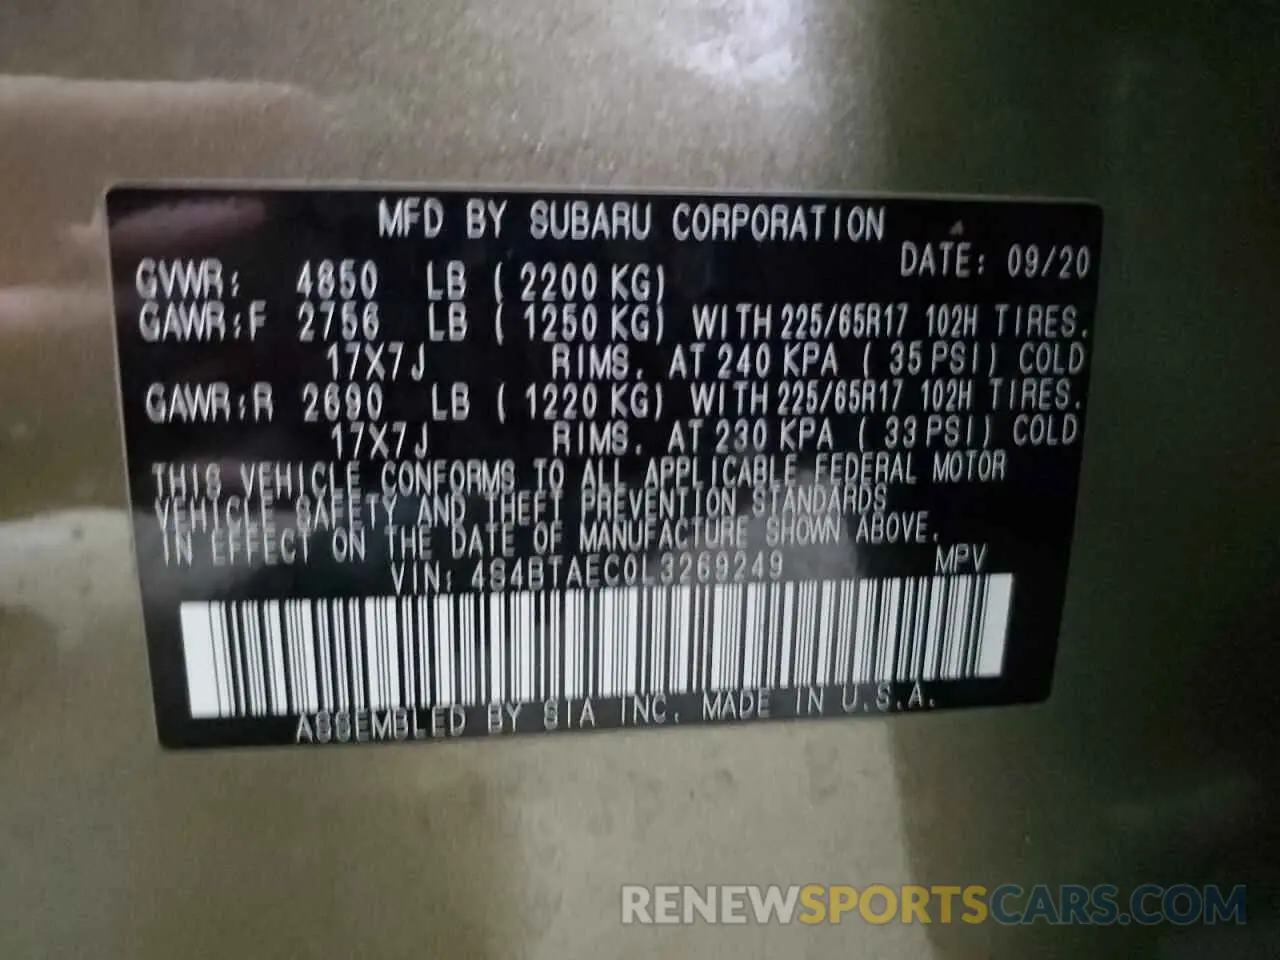 MFD BY SUBARU CORPORATION
DATE: 09/20
GVWR: 4850 LB ( 2200 KG)
GAWR:F 2756 LB ( 1250 KG) WITH 225/65R17 102H TIRES.
17X7J RIMS. AT 240 KPA ( 35 PSI) COLD
GAWR:R 2690 LB ( 1220 KG) WITH 225/65R17 102H TIRES.
17X7J RIMS. AT 230 KPA ( 33 PSI) COLD
THIS VEHICLE CONFORMS TO ALL APPLICABLE FEDERAL MOTOR
VEHICLE SAFETY AND THEFT PREVENTION STANDARDS
IN EFFECT ON THE DATE OF MANUFACTURE SHOWN ABOVE.
VIN: 4S4BTAEC0L3269249 MPV
ASSEMBLED BY SIA INC. MADE IN U.S.A.
RENEWSPORTSCARS.COM